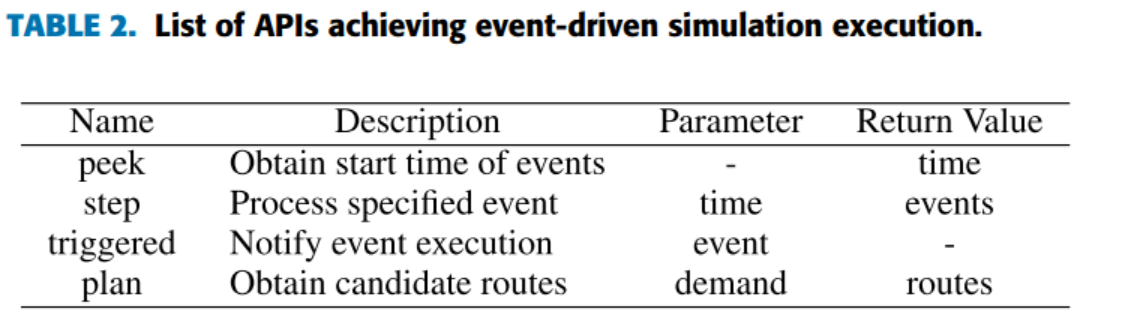 TABLE 2. List of APIs achieving event-driven simulation execution.
Name Description Parameter Return Value
peek Obtain start time of events - time
step Process specified event time events
triggered Notify event execution event -
plan Obtain candidate routes demand routes